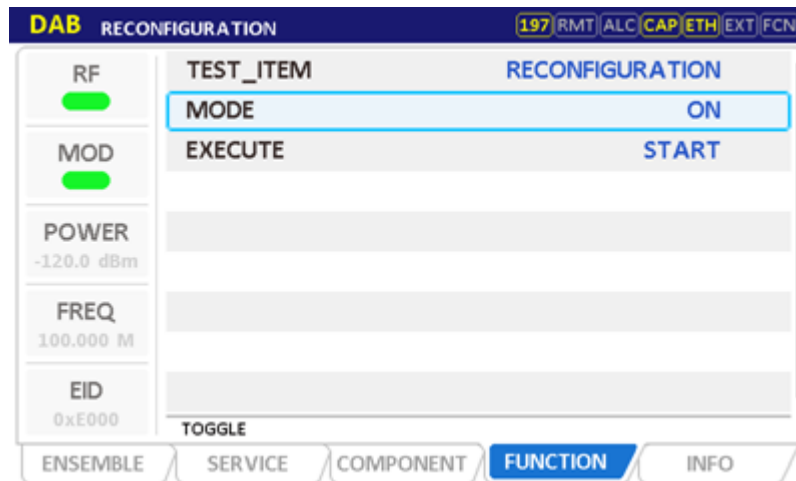 DAB RECONFIGURATION 197 RMT ALC CAP ETH EXT FCN
RF
MOD
POWER
-120.0 dBm
FREQ
100.000 M
EID
0xE000
TEST_ITEM RECONFIGURATION
MODE ON
EXECUTE START
TOGGLE
ENSEMBLE SERVICE COMPONENT FUNCTION INFO